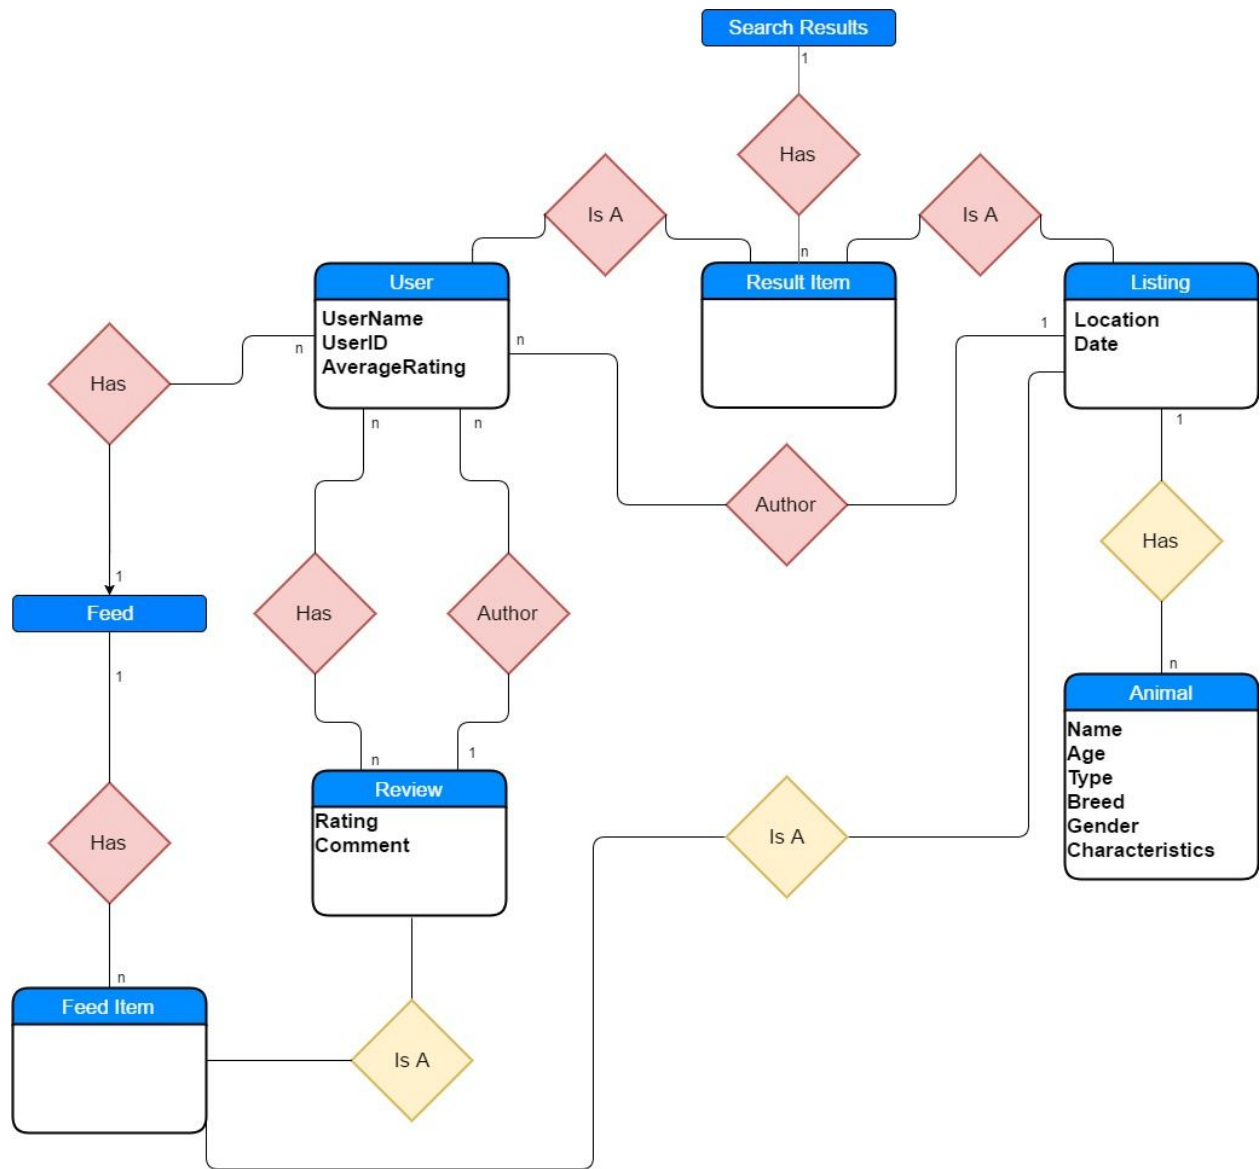 Search Results
1
Has
n
Is A
Is A
User
UserName
UserID
AverageRating
Result Item
Listing
Location
Date
n
n
1
Has
1
Feed
1
n
n
Has
Author
n
1
Author
1
Has
n
Animal
Name
Age
Type
Breed
Gender
Characteristics
Review
Rating
Comment
Has
n
Feed Item
Is A
Is A